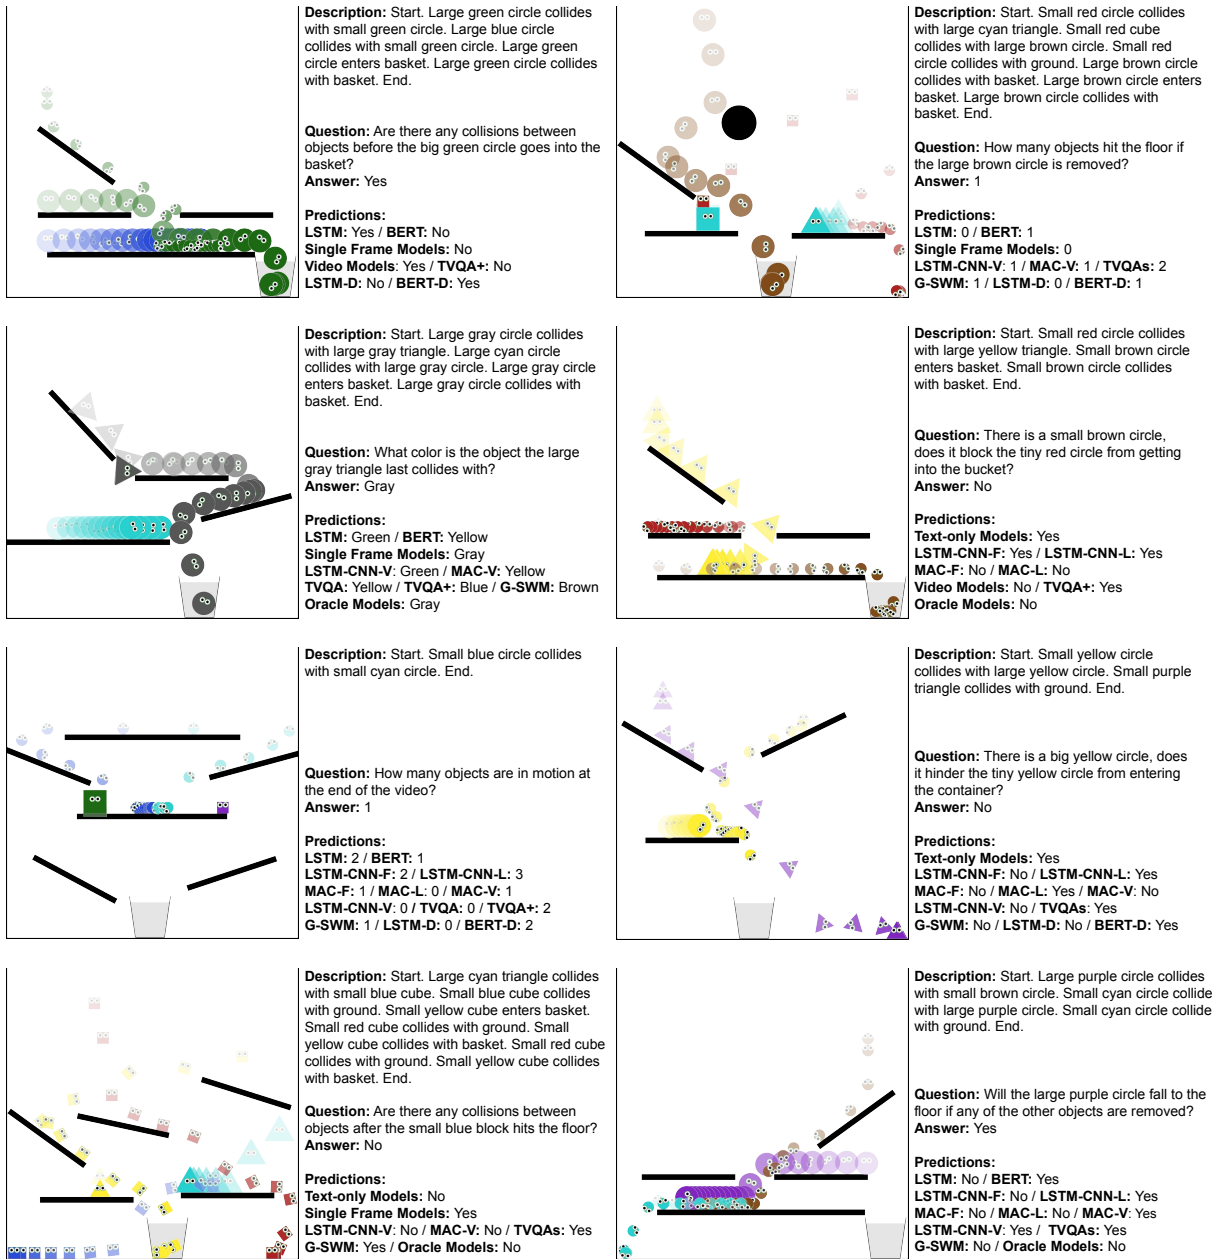 Description: Start. Large green circle collides
with small green circle. Large blue circle
collides with small green circle. Large green
circle enters basket. Large green circle collides
with basket. End.
Question: Are there any collisions between
objects before the big green circle goes into the
basket?
Answer: Yes
Predictions:
LSTM: Yes / BERT: No
Single Frame Models: No
Video Models: Yes / TVQA+: No
LSTM-D: No / BERT-D: Yes
Description: Start. Small red circle collides
with large cyan triangle. Small red cube
collides with large brown circle. Small red
circle collides with ground. Large brown circle
collides with basket. Large brown circle enters
basket. Large brown circle collides with
basket. End.
Question: How many objects hit the floor if
the large brown circle is removed?
Answer: 1
Predictions:
LSTM: 0 / BERT: 1
Single Frame Models: 0
LSTM-CNN-V: 1 / MAC-V: 1 / TVQAs: 2
G-SWM: 1 / LSTM-D: 0 / BERT-D: 1
Description: Start. Large gray circle collides
with large gray triangle. Large cyan circle
collides with large gray circle. Large gray circle
enters basket. Large gray circle collides with
basket. End.
Question: What color is the object the large
gray triangle last collides with?
Answer: Gray
Predictions:
LSTM: Green / BERT: Yellow
Single Frame Models: Gray
LSTM-CNN-V: Green / MAC-V: Yellow
TVQA: Yellow / TVQA+: Blue / G-SWM: Brown
Oracle Models: Gray
Description: Start. Small red circle collides
with large yellow triangle. Small brown circle
enters basket. Small brown circle collides
with basket. End.
Question: There is a small brown circle,
does it block the tiny red circle from getting
into the bucket?
Answer: No
Predictions:
Text-only Models: Yes
LSTM-CNN-F: Yes / LSTM-CNN-L: Yes
MAC-F: No / MAC-L: No
Video Models: No / TVQA+: Yes
Oracle Models: No
Description: Start. Small blue circle collides
with small cyan circle. End.
Question: How many objects are in motion at
the end of the video?
Answer: 1
Predictions:
LSTM: 2 / BERT: 1
LSTM-CNN-F: 2 / LSTM-CNN-L: 3
MAC-F: 1 / MAC-L: 0 / MAC-V: 1
LSTM-CNN-V: 0 / TVQA: 0 / TVQA+: 2
G-SWM: 1 / LSTM-D: 0 / BERT-D: 2
Description: Start. Small yellow circle
collides with large yellow circle. Small purple
triangle collides with ground. End.
Question: There is a big yellow circle, does
it hinder the tiny yellow circle from entering
the container?
Answer: No
Predictions:
Text-only Models: Yes
LSTM-CNN-F: No / LSTM-CNN-L: Yes
MAC-F: No / MAC-L: Yes / MAC-V: No
LSTM-CNN-V: No / TVQAs: Yes
G-SWM: No / LSTM-D: No / BERT-D: Yes
Description: Start. Large cyan triangle collides
with small blue cube. Small blue cube collides
with ground. Small yellow cube enters basket.
Small red cube collides with ground. Small
yellow cube collides with basket. Small red cube
collides with ground. Small yellow cube collides
with basket. End.
Question: Are there any collisions between
objects after the small blue block hits the floor?
Answer: No
Predictions:
Text-only Models: No
Single Frame Models: Yes
LSTM-CNN-V: No / MAC-V: No / TVQAs: Yes
G-SWM: Yes / Oracle Models: No
Description: Start. Large purple circle collides
with small brown circle. Small cyan circle collide
with large purple circle. Small cyan circle collide
with ground. End.
Question: Will the large purple circle fall to the
floor if any of the other objects are removed?
Answer: Yes
Predictions:
LSTM: No / BERT: Yes
LSTM-CNN-F: No / LSTM-CNN-L: Yes
MAC-F: No / MAC-L: No / MAC-V: Yes
LSTM-CNN-V: Yes / TVQAs: Yes
G-SWM: No / Oracle Models: No